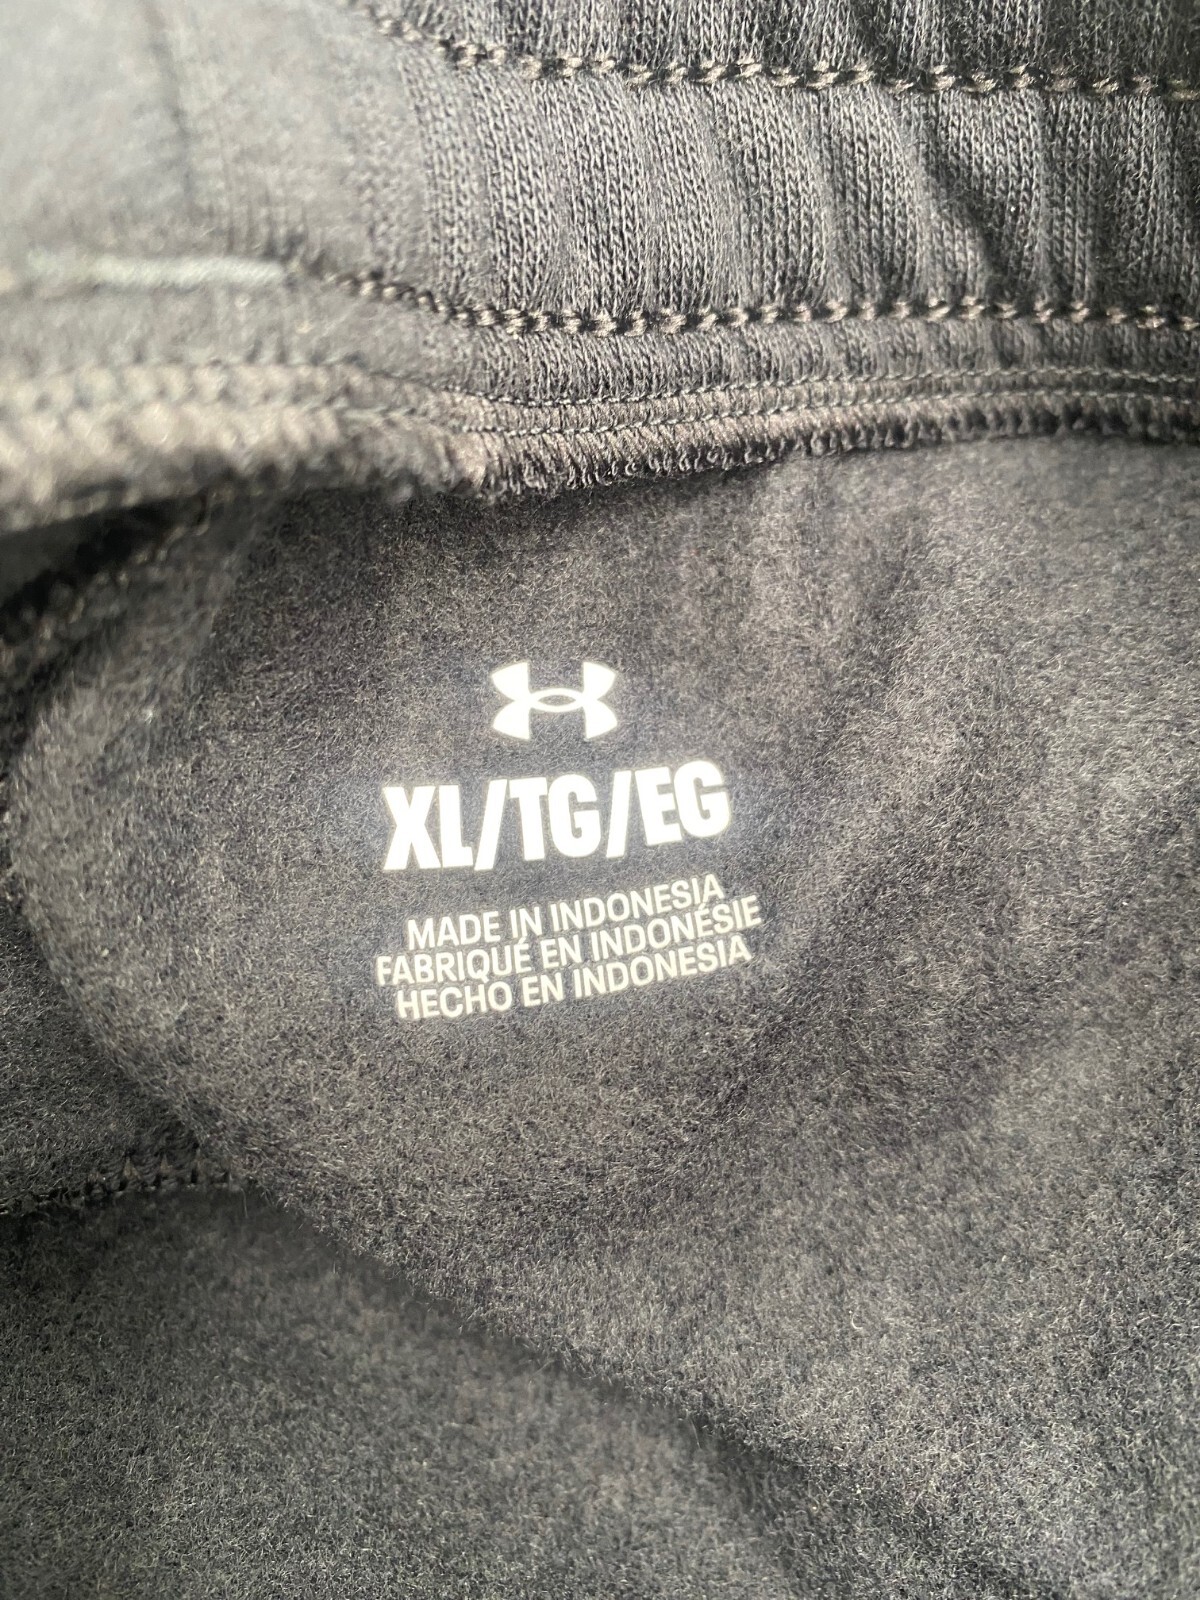 XL/TG/EG
MADE IN INDONESIA
FABRIQUÉ EN INDONÉSIE
HECHO EN INDONESIA